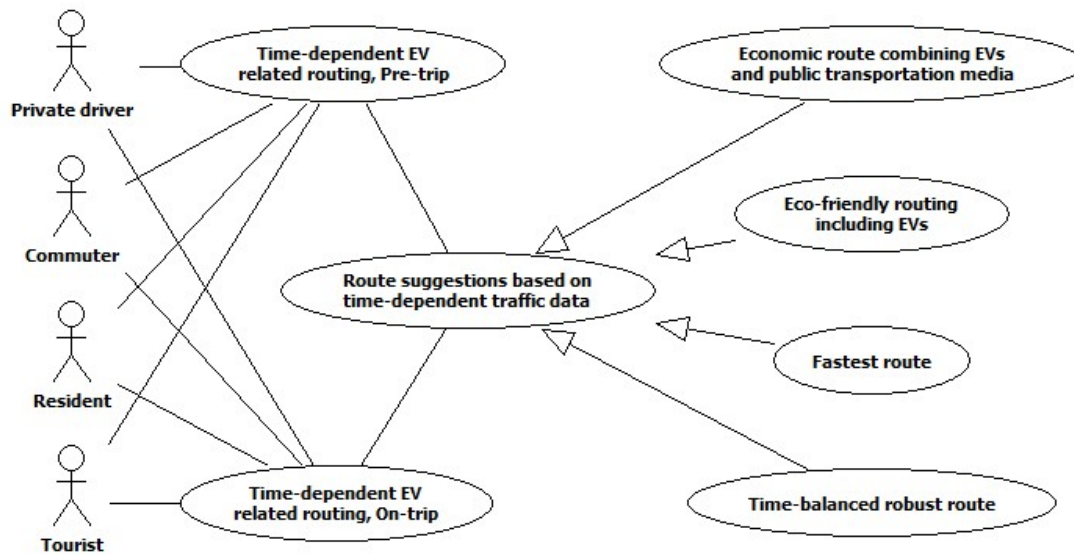 Time-dependent EV
related routing, Pre-trip
Economic route combining EVs
and public transportation media
Private driver
Eco-friendly routing
including EVs
Commuter
Route suggestions based on
time-dependent traffic data
Fastest route
Resident
Time-dependent EV
related routing, On-trip
Time-balanced robust route
Tourist